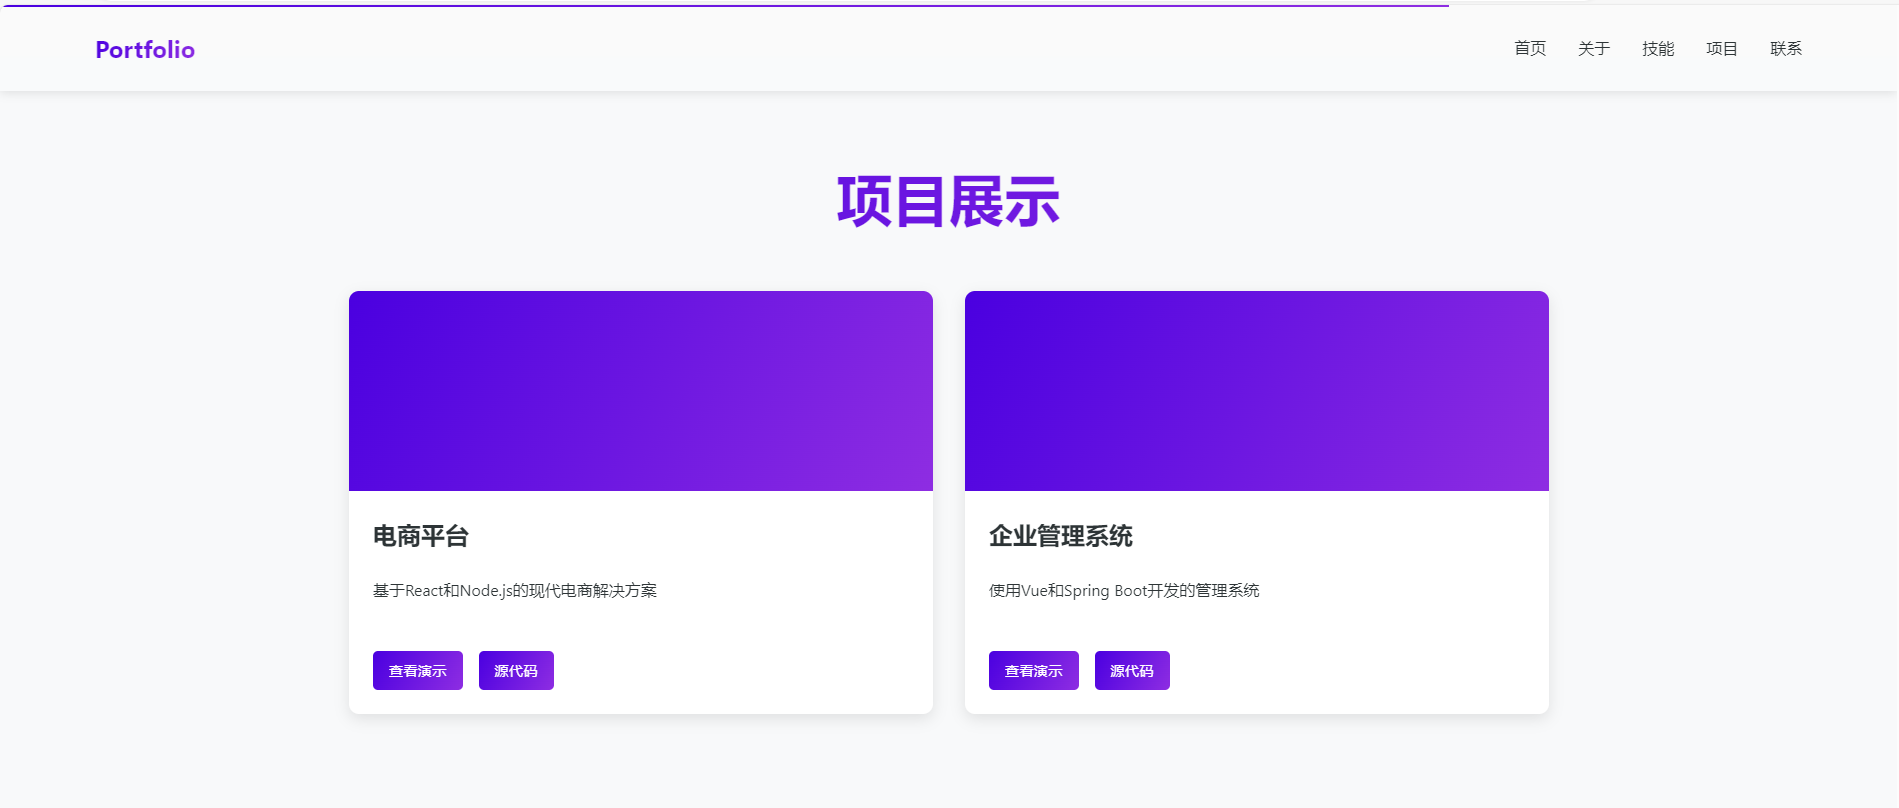 Portfolio
首页 关于 技能 项目 联系
项目展示
电商平台
基于React和Node.js的现代电商解决方案
查看演示 源代码
企业管理系统
使用Vue和Spring Boot开发的管理系统
查看演示 源代码